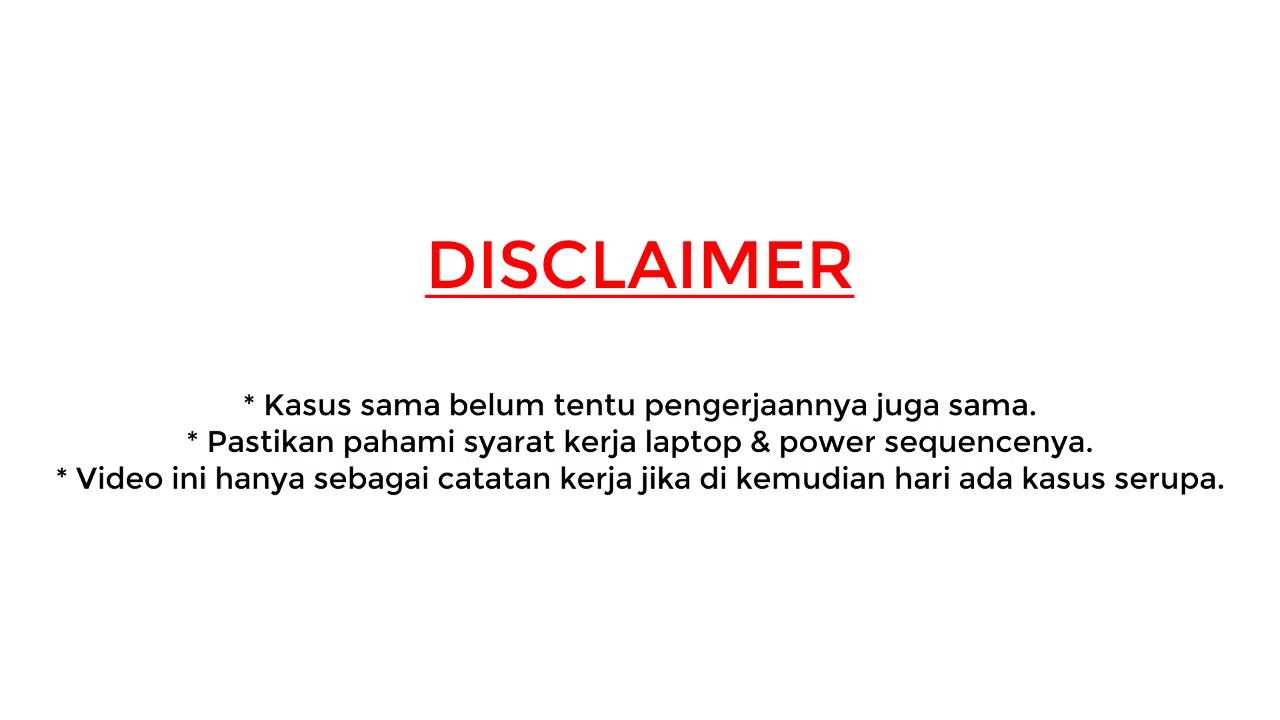 DISCLAIMER
* Kasus sama belum tentu pengerjaannya juga sama.
* Pastikan pahami syarat kerja laptop & power sequencenya.
* Video ini hanya sebagai catatan kerja jika di kemudian hari ada kasus serupa.